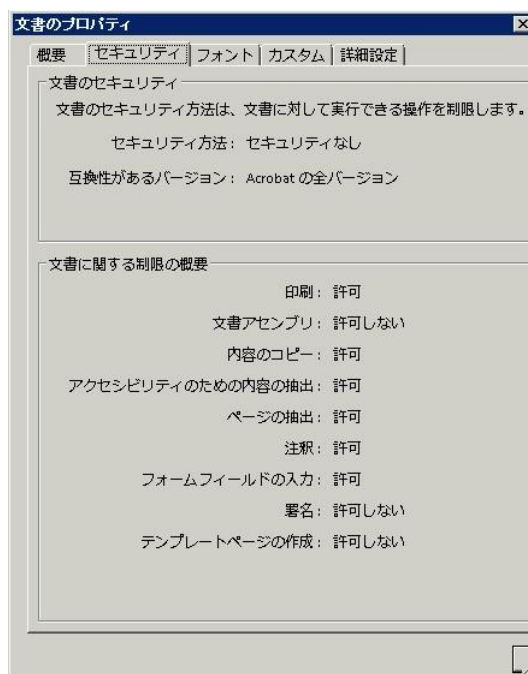 文書のプロパティ
概要 セキュリティ フォント カスタム 詳細設定
文書のセキュリティ
文書のセキュリティ方法は、文書に対して実行できる操作を制限します。
セキュリティ方法: セキュリティなし
互換性があるバージョン: Acrobat の全バージョン
文書に関する制限の概要
印刷: 許可
文書アセンブリ: 許可しない
内容のコピー: 許可
アクセシビリティのための内容の抽出: 許可
ページの抽出: 許可
注釈: 許可
フォームフィールドの入力: 許可
署名: 許可しない
テンプレートページの作成: 許可しない